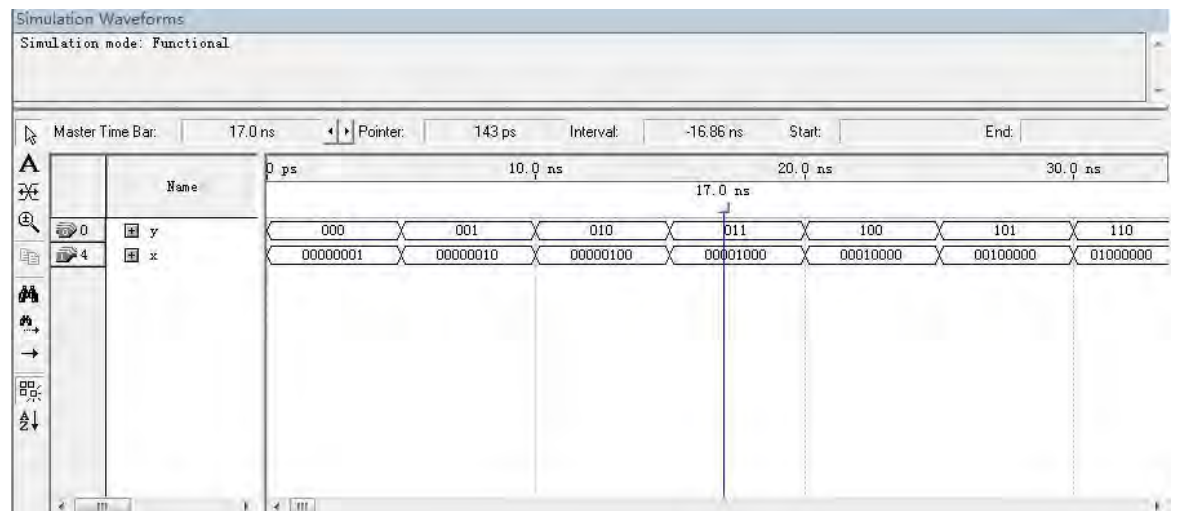 Simulation Waveforms
Simulation mode: Functional
Master Time Bar: 17.0 ns Pointer: 143 ps Interval: -16.86 ns Start: End:
Name
0 ps 10.0 ns 20.0 ns 30.0 ns
17.0 ns
0 y 000 001 010 011 100 101 110
4 x 00000001 00000010 00000100 00001000 00010000 00100000 01000000